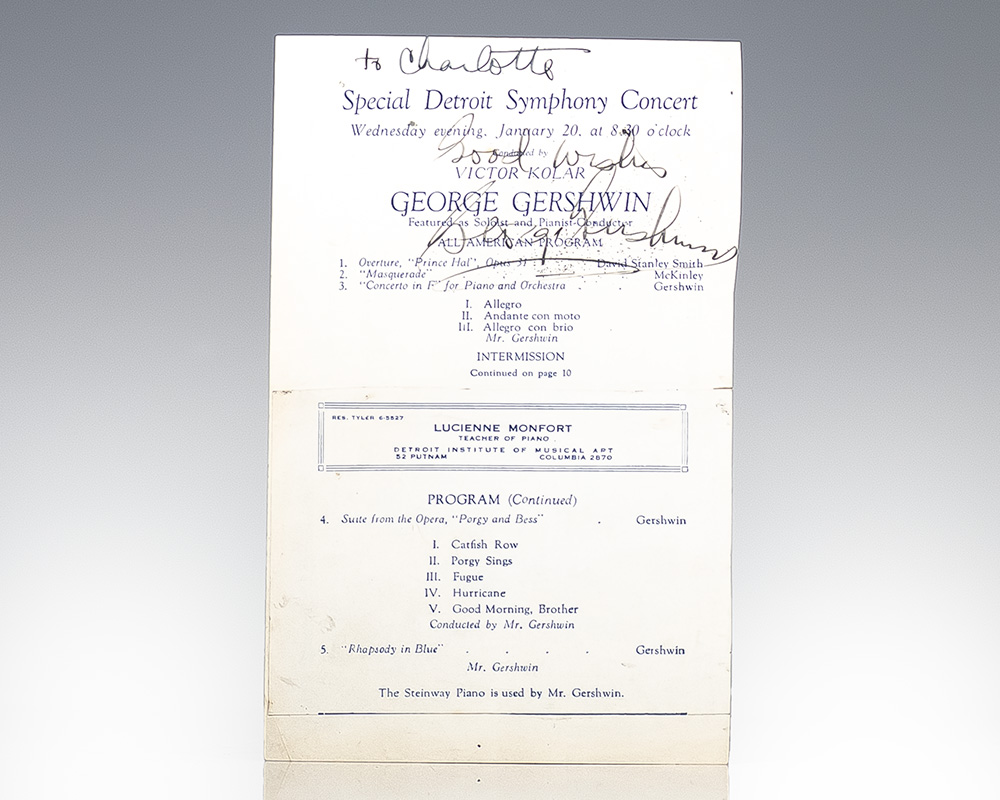 to Charlotte
Special Detroit Symphony Concert
Wednesday evening, January 20, at 8:30 o'clock
Good wishes
Conducted by
VICTOR KOLAR
GEORGE GERSHWIN
Featured as Soloist and Pianist-Conductor
George Gershwin
ALL AMERICAN PROGRAM
1. Overture, "Prince Hal", Opus 31 . . . David Stanley Smith
2. "Masquerade" McKinley
3. "Concerto in F" for Piano and Orchestra . . Gershwin
I. Allegro
II. Andante con moto
III. Allegro con brio
Mr. Gershwin
INTERMISSION
Continued on page 10
RES. TYLER 6-5527
LUCIENNE MONFORT
TEACHER OF PIANO
DETROIT INSTITUTE OF MUSICAL ART
52 PUTNAM COLUMBIA 2870
PROGRAM (Continued)
4. Suite from the Opera, "Porgy and Bess" . Gershwin
I. Catfish Row
II. Porgy Sings
III. Fugue
IV. Hurricane
V. Good Morning, Brother
Conducted by Mr. Gershwin
5. "Rhapsody in Blue" . . . . Gershwin
Mr. Gershwin
The Steinway Piano is used by Mr. Gershwin.